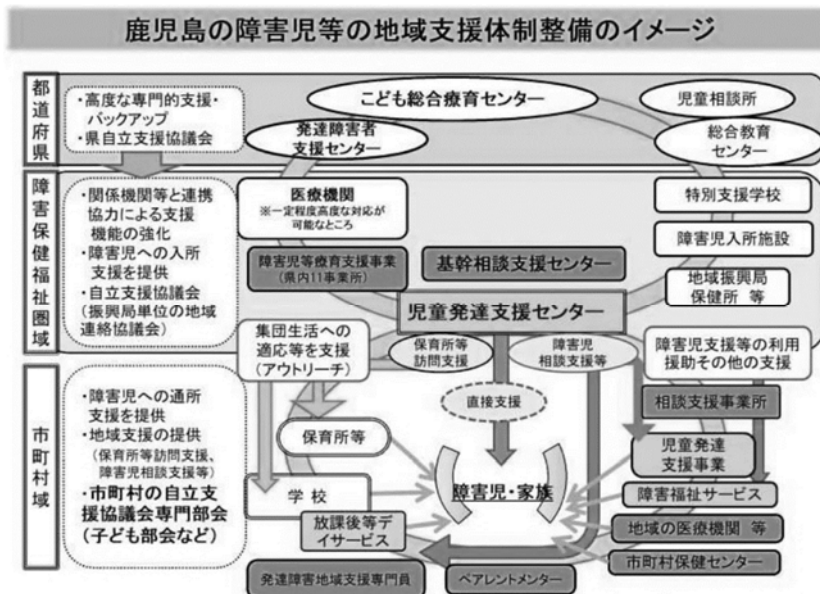 鹿児島の障害児等の地域支援体制整備のイメージ
都道府県
・高度な専門的支援・
バックアップ
・県自立支援協議会
こども総合療育センター
児童相談所
発達障害者
支援センター
総合教育
センター
障害保健福祉圏域
・関係機関等と連携
協力による支援
機能の強化
・障害児への入所
支援を提供
・自立支援協議会
(振興局単位の地域
連絡協議会)
医療機関
※一定程度高度な対応が
可能なところ
特別支援学校
障害児入所施設
障害児等療育支援事業
(県内11事業所)
基幹相談支援センター
地域振興局
保健所 等
児童発達支援センター
集団生活への
適応等を支援
(アウトリーチ)
保育所等
訪問支援
障害児
相談支援等
障害児支援等の利用
援助その他の支援
市町村域
・障害児への通所
支援を提供
・地域支援の提供
(保育所等訪問支援、
障害児相談支援等)
・市町村の自立支
援協議会専門部会
(子ども部会など)
直接支援
相談支援事業所
保育所等
児童発達
支援事業
学 校
障害児・家族
障害福祉サービス
放課後等デ
イサービス
地域の医療機関 等
市町村保健センター
発達障害地域支援専門員
ペアレントメンター